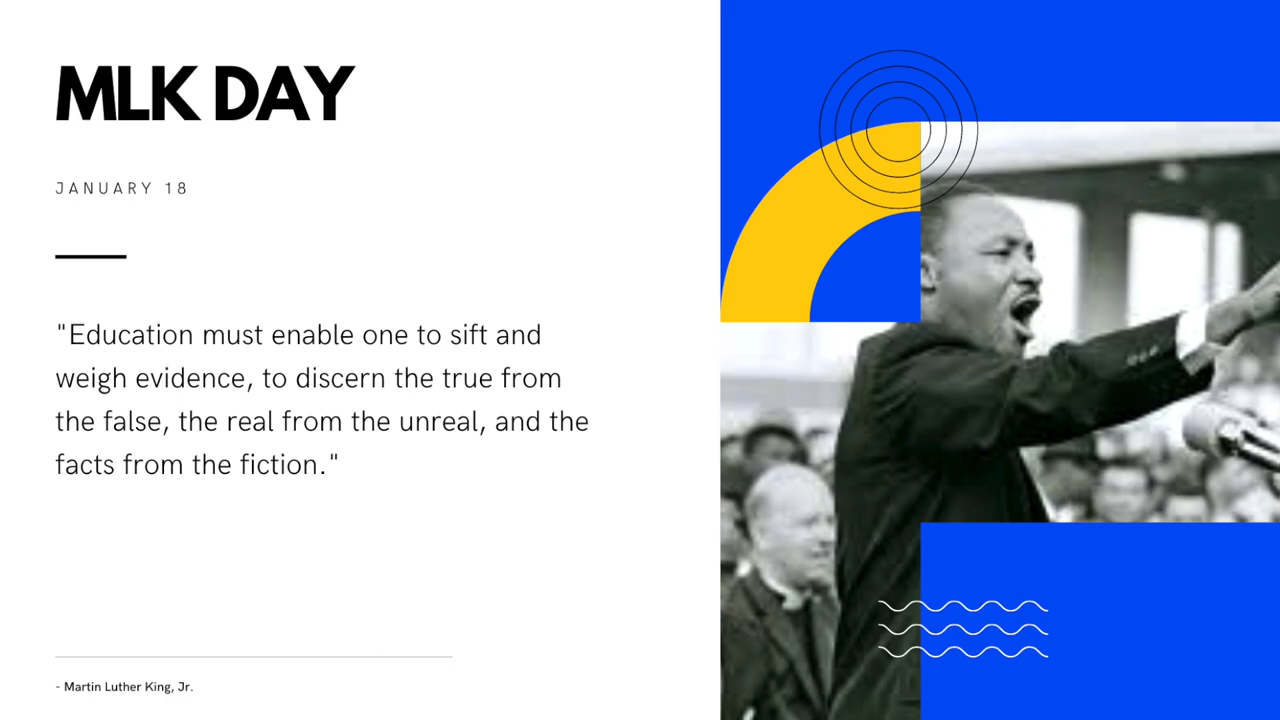 MLK DAY
JANUARY 18
"Education must enable one to sift and
weigh evidence, to discern the true from
the false, the real from the unreal, and the
facts from the fiction."
- Martin Luther King, Jr.